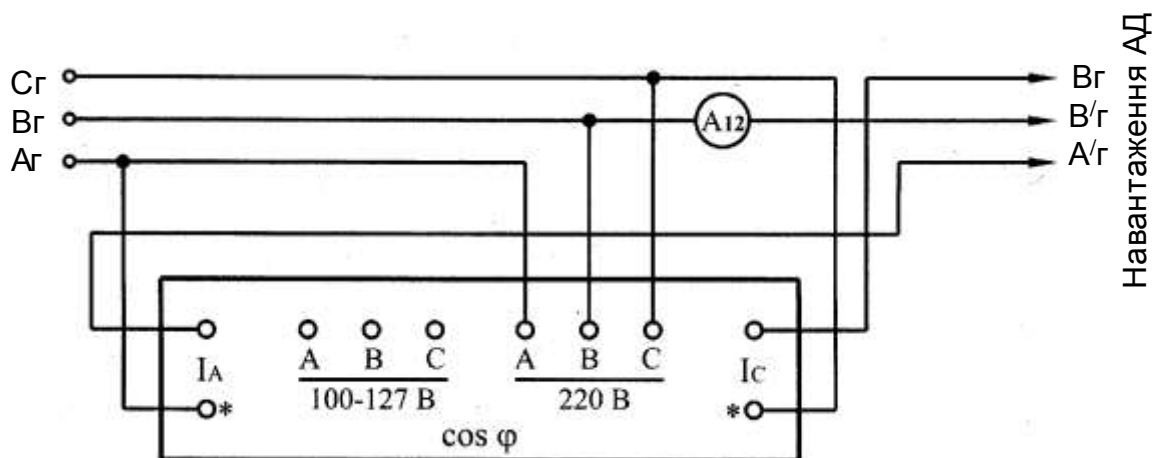 Cг
Bг
Aг
A12
Bг
B/г
A/г
Навантаження АД
IA
A B C
A B C
IC
100-127 В
220 В
*
*
cos φ